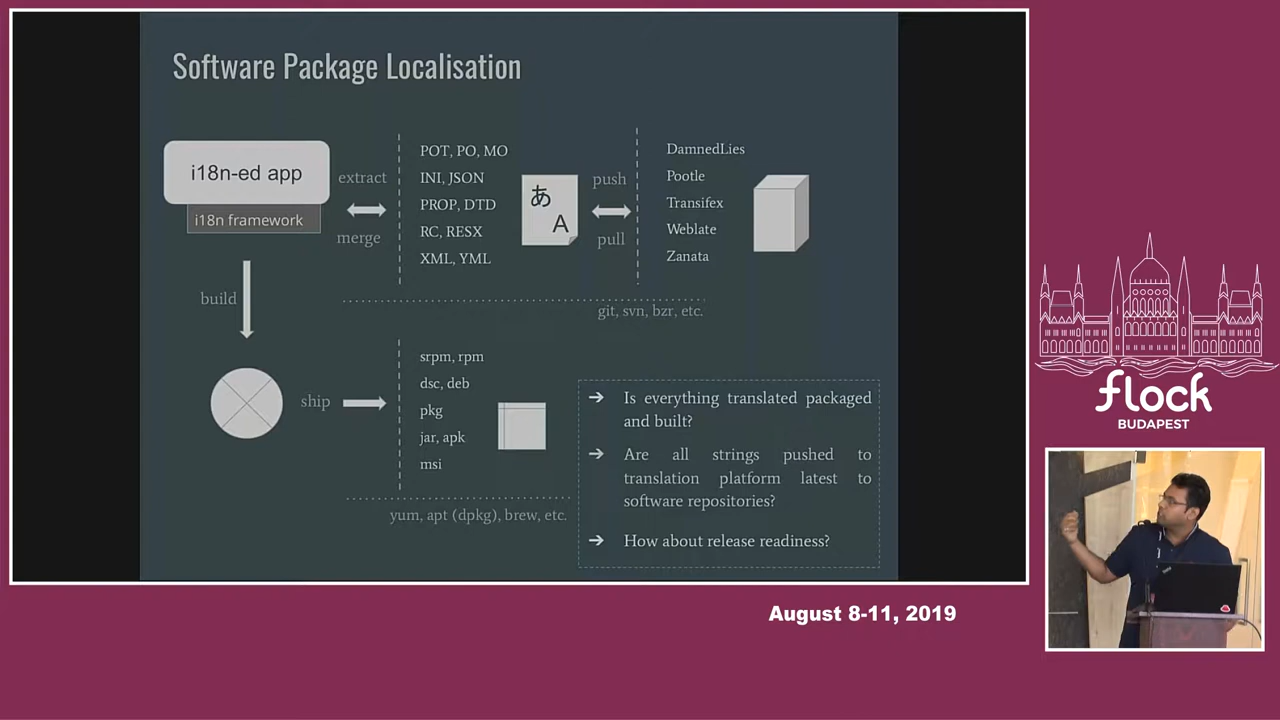 Software Package Localisation
i18n-ed app
i18n framework
extract
merge
POT, PO, MO
INI, JSON
PROP, DTD
RC, RESX
XML, YML
あ
A
push
pull
DamnedLies
Pootle
Transifex
Weblate
Zanata
git, svn, bzr, etc.
build
ship
srpm, rpm
dsc, deb
pkg
jar, apk
msi
yum, apt (dpkg), brew, etc.
➔ Is everything translated packaged
and built?
➔ Are all strings pushed to
translation platform latest to
software repositories?
➔ How about release readiness?
flock
BUDAPEST
August 8-11, 2019